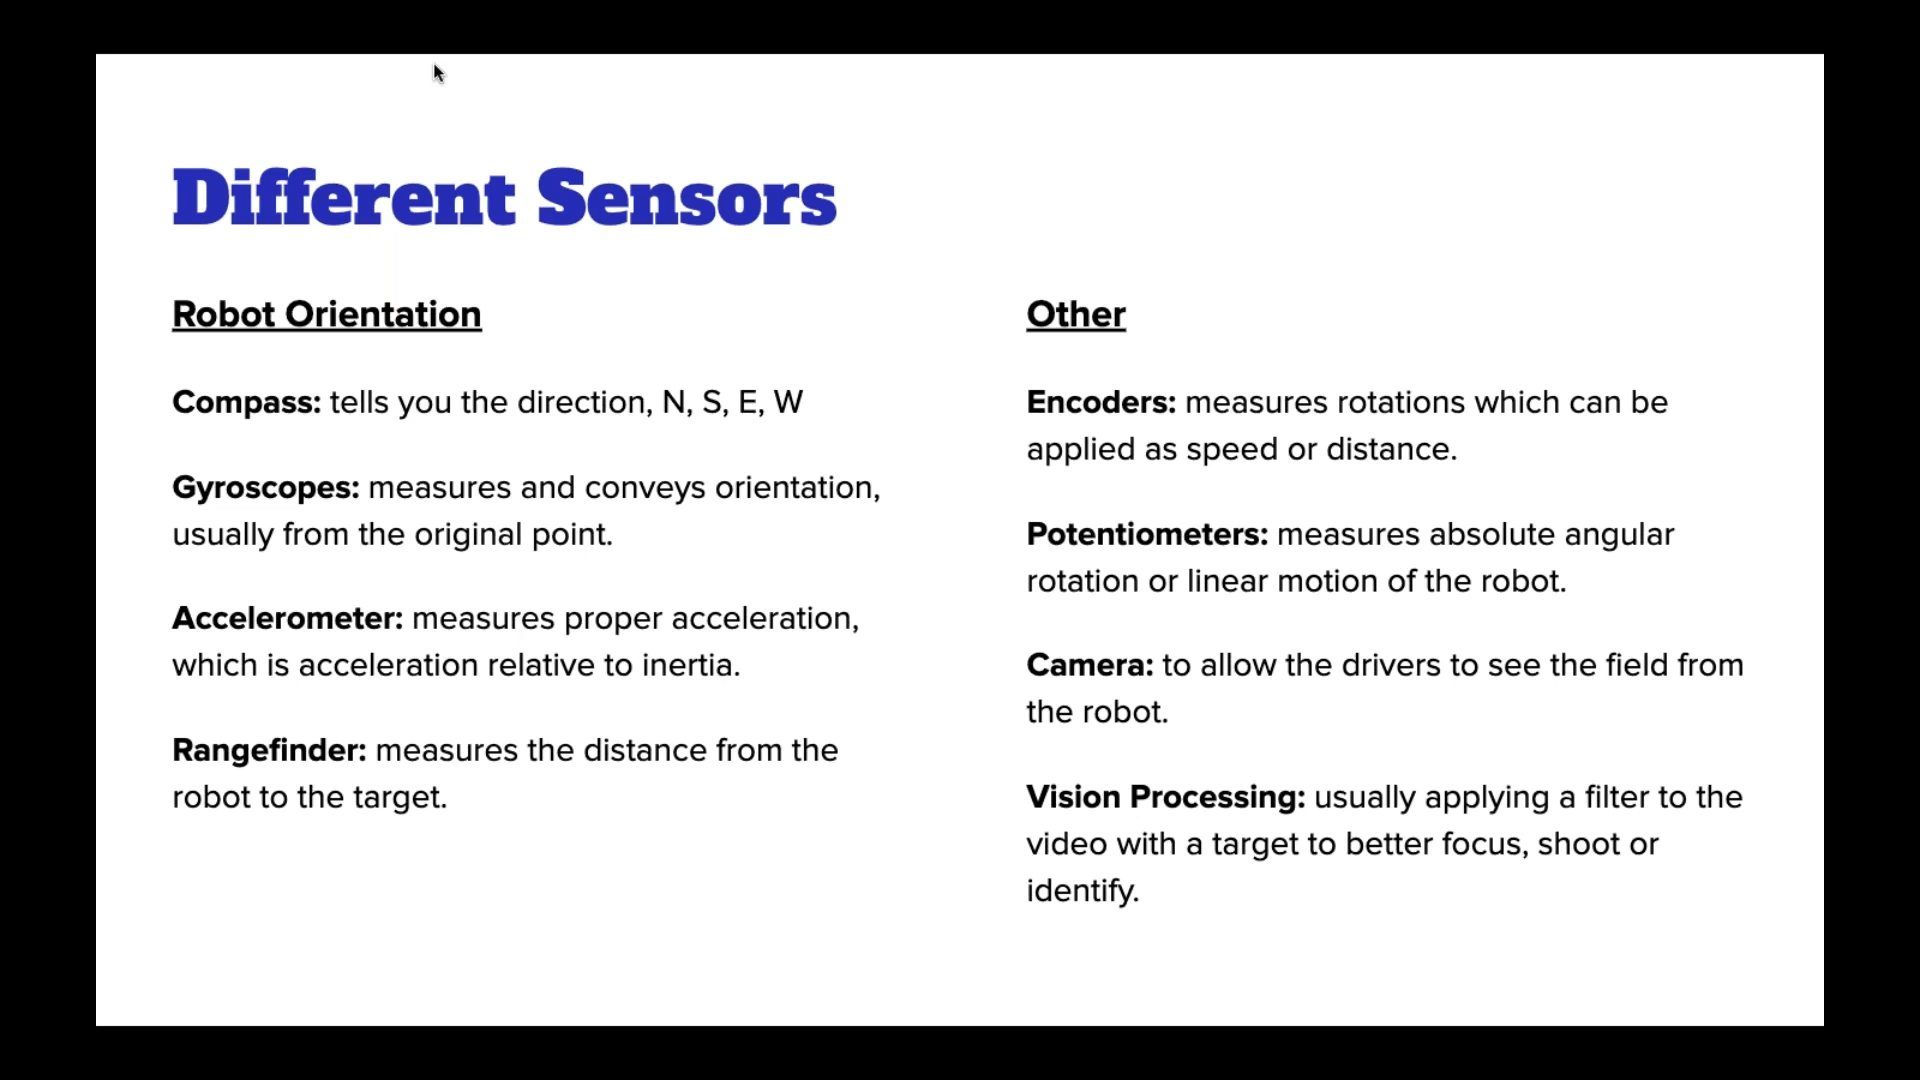 Different Sensors
Robot Orientation
Compass: tells you the direction, N, S, E, W
Gyroscopes: measures and conveys orientation,
usually from the original point.
Accelerometer: measures proper acceleration,
which is acceleration relative to inertia.
Rangefinder: measures the distance from the
robot to the target.
Other
Encoders: measures rotations which can be
applied as speed or distance.
Potentiometers: measures absolute angular
rotation or linear motion of the robot.
Camera: to allow the drivers to see the field from
the robot.
Vision Processing: usually applying a filter to the
video with a target to better focus, shoot or
identify.